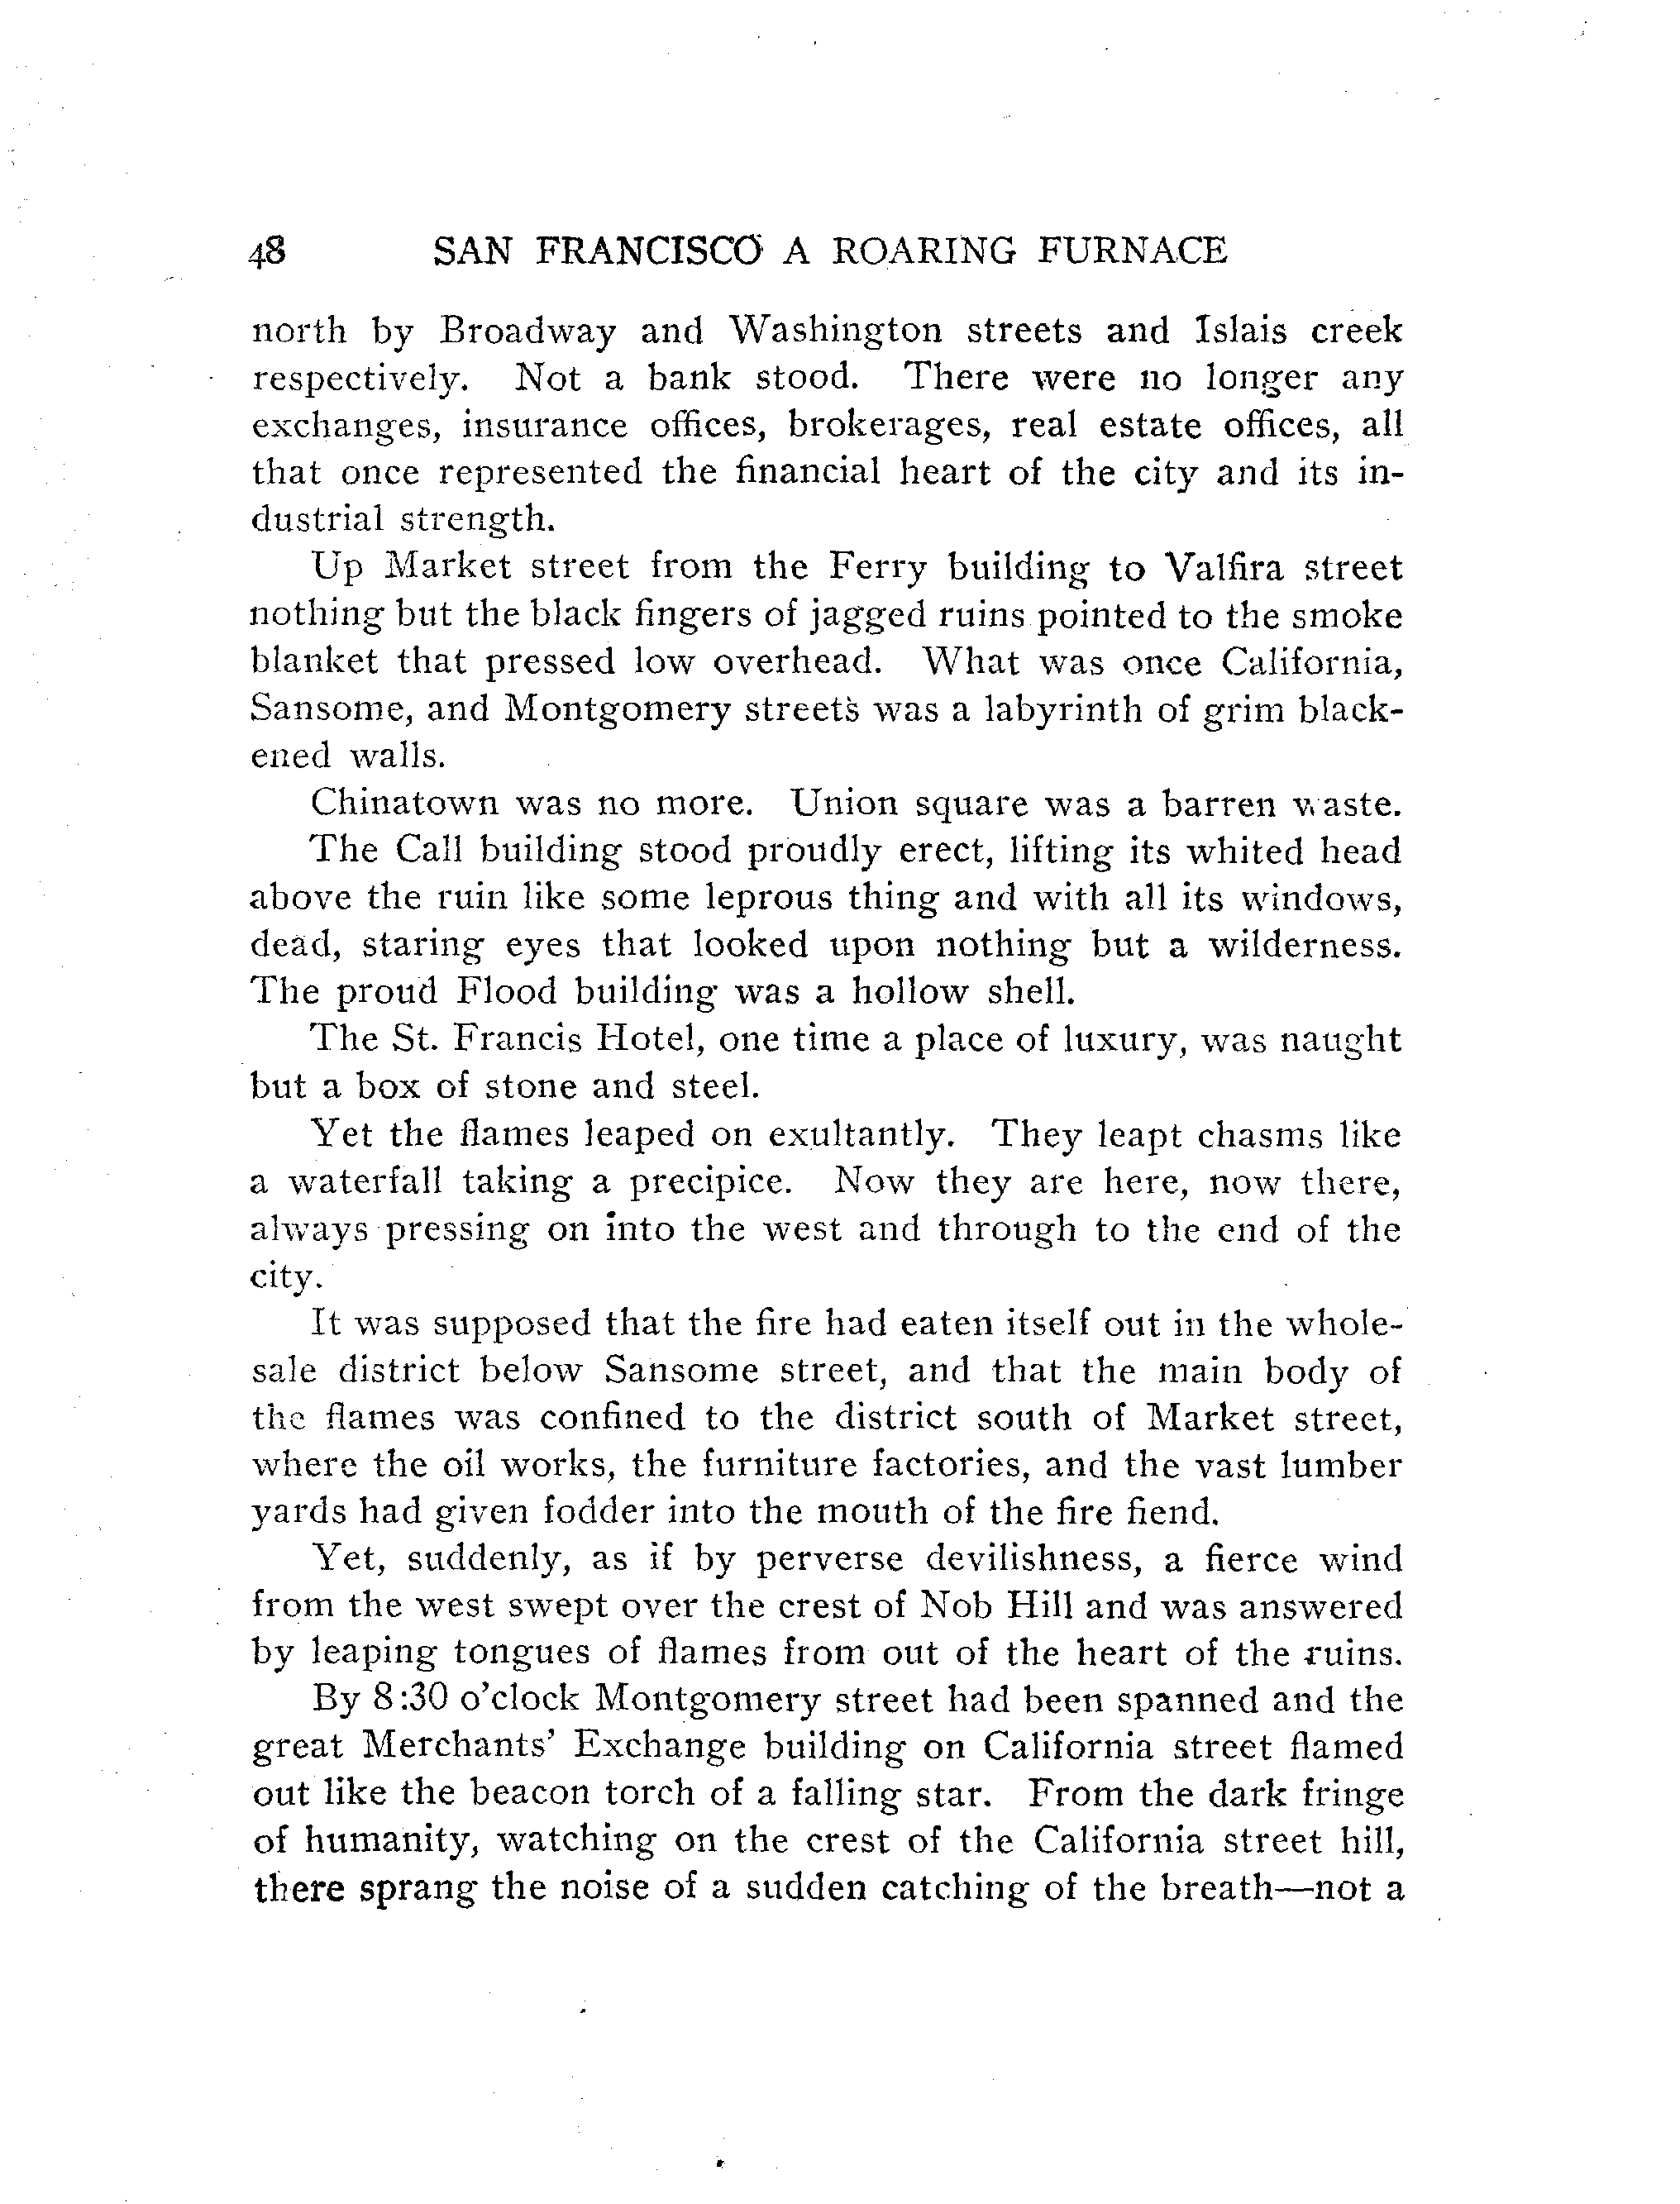 48 SAN FRANCISCO A ROARING FURNACE
north by Broadway and Washington streets and Islais creek
respectively. Not a bank stood. There were no longer any
exchanges, insurance offices, brokerages, real estate offices, all
that once represented the financial heart of the city and its in-
dustrial strength.
Up Market street from the Ferry building to Valfira street
nothing but the black fingers of jagged ruins pointed to the smoke
blanket that pressed low overhead. What was once California,
Sansome, and Montgomery streets was a labyrinth of grim black-
ened walls.
Chinatown was no more. Union square was a barren waste.
The Call building stood proudly erect, lifting its whited head
above the ruin like some leprous thing and with all its windows,
dead, staring eyes that looked upon nothing but a wilderness.
The proud Flood building was a hollow shell.
The St. Francis Hotel, one time a place of luxury, was naught
but a box of stone and steel.
Yet the flames leaped on exultantly. They leapt chasms like
a waterfall taking a precipice. Now they are here, now there,
always pressing on into the west and through to the end of the
city.
It was supposed that the fire had eaten itself out in the whole-
sale district below Sansome street, and that the main body of
the flames was confined to the district south of Market street,
where the oil works, the furniture factories, and the vast lumber
yards had given fodder into the mouth of the fire fiend.
Yet, suddenly, as if by perverse devilishness, a fierce wind
from the west swept over the crest of Nob Hill and was answered
by leaping tongues of flames from out of the heart of the ruins.
By 8:30 o'clock Montgomery street had been spanned and the
great Merchants' Exchange building on California street flamed
out like the beacon torch of a falling star. From the dark fringe
of humanity, watching on the crest of the California street hill,
there sprang the noise of a sudden catching of the breath—not a